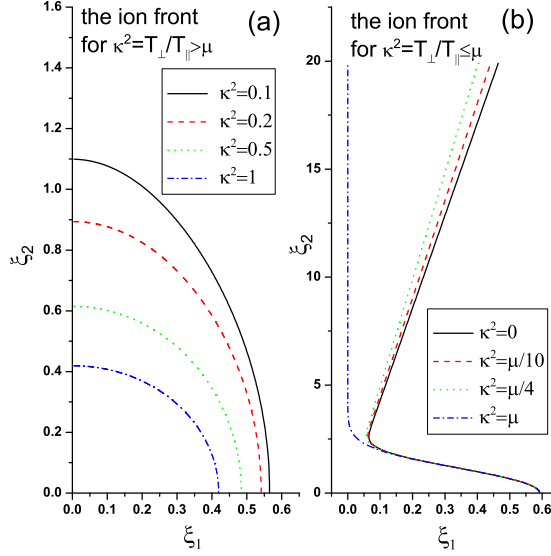 the ion front
for κ²=T⊥/T∥>μ
(a)
κ²=0.1
κ²=0.2
κ²=0.5
κ²=1
1.6
1.4
1.2
1.0
0.8
0.6
0.4
0.2
0.0
ξ₂
0.0 0.1 0.2 0.3 0.4 0.5 0.6
ξ₁
the ion front
for κ²=T⊥/T∥≤μ
(b)
20
15
10
5
0
ξ₂
κ²=0
κ²=μ/10
κ²=μ/4
κ²=μ
0.0 0.1 0.2 0.3 0.4 0.5 0.6
ξ₁